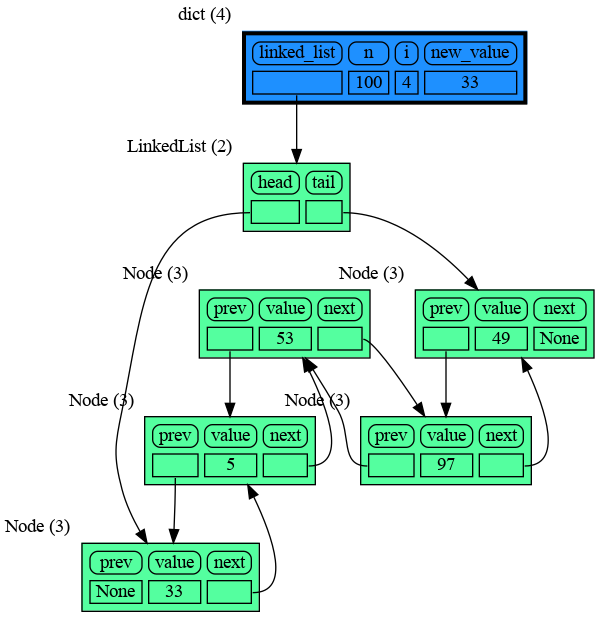 dict (4)
linked_list n i new_value
100 4 33
LinkedList (2)
head tail
Node (3)
Node (3)
prev value next
prev value next
53
49 None
Node (3)
Node (3)
prev value next
prev value next
5
97
Node (3)
prev value next
None 33